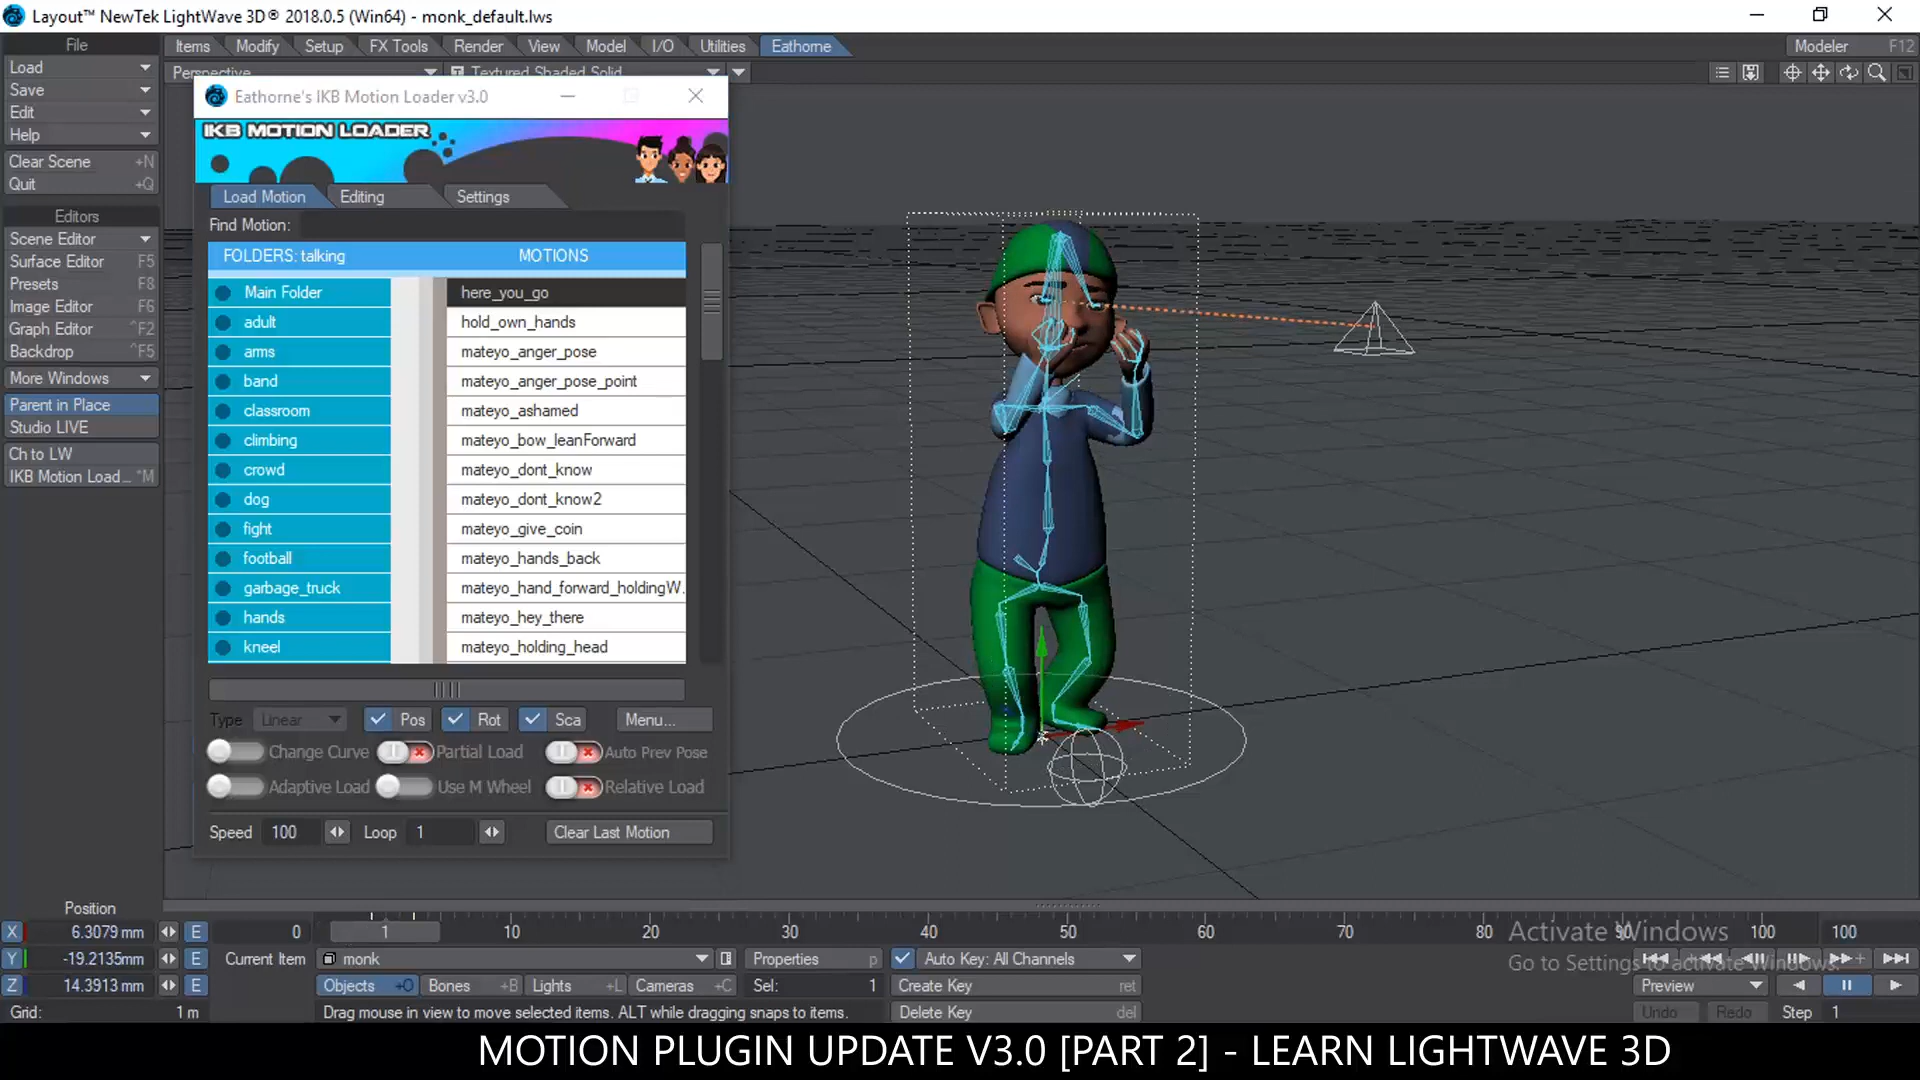 Layout™ NewTek LightWave 3D® 2018.0.5 (Win64) - monk_default.lws
File
Items Modify Setup FX Tools Render View Model I/O Utilities Eathorne Modeler F12
Load
Save
Edit
Help
Clear Scene +N
Quit +Q
Editors
Scene Editor
Surface Editor F5
Presets F8
Image Editor F6
Graph Editor ^F2
Backdrop ^F5
More Windows
Parent in Place
Studio LIVE
Ch to LW
IKB Motion Load... ^M
Perspective Textured Shaded Solid
Eathorne's IKB Motion Loader v3.0
IKB MOTION LOADER
Load Motion Editing Settings
Find Motion:
FOLDERS: talking MOTIONS
Main Folder here_you_go
adult hold_own_hands
arms mateyo_anger_pose
band mateyo_anger_pose_point
classroom mateyo_ashamed
climbing mateyo_bow_leanForward
crowd mateyo_dont_know
dog mateyo_dont_know2
fight mateyo_give_coin
football mateyo_hands_back
garbage_truck mateyo_hand_forward_holdingW.
hands mateyo_hey_there
kneel mateyo_holding_head
Type Linear Pos Rot Sca Menu...
Change Curve Partial Load Auto Prev Pose
Adaptive Load Use M Wheel Relative Load
Speed 100 Loop 1 Clear Last Motion
Position
X 6.3079 mm E 0 1 10 20 30 40 50 60 70 80 90 100 100
Y -19.2135mm E Current Item monk Properties p Auto Key: All Channels
Z 14.3913 mm E Objects +O Bones +B Lights +L Cameras +C Sel: 1 Create Key ret Preview
Grid: 1 m Drag mouse in view to move selected items. ALT while dragging snaps to items. Delete Key del Undo Redo Step 1
Activate Windows
Go to Settings to activate Windows.
MOTION PLUGIN UPDATE V3.0 [PART 2] - LEARN LIGHTWAVE 3D